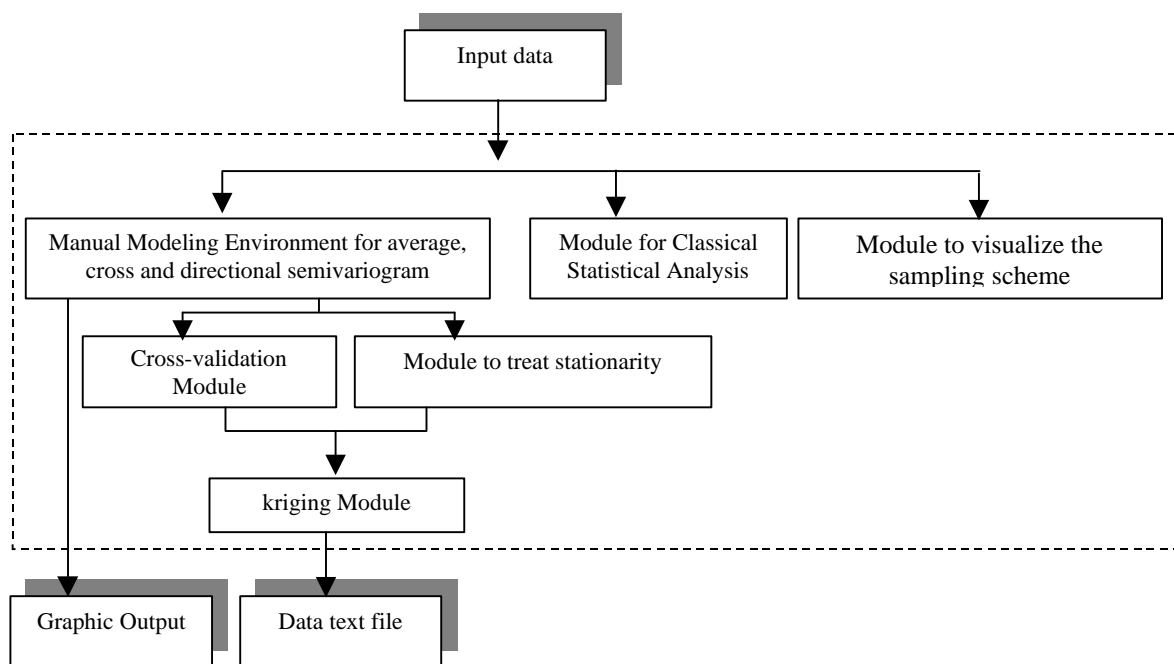 Input data
Manual Modeling Environment for average,
cross and directional semivariogram
Module for Classical
Statistical Analysis
Module to visualize the
sampling scheme
Cross-validation
Module
Module to treat stationarity
kriging Module
Graphic Output
Data text file